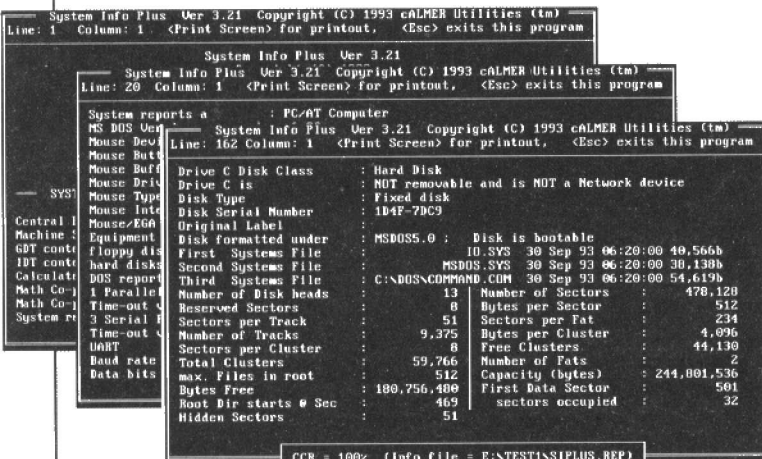 System Info Plus Ver 3.21 Copyright (C) 1993 cALMER Utilities (tm)
Line: 1 Column: 1 <Print Screen> for printout, <Esc> exits this program
System Info Plus Ver 3.21
SYST
Central
Machine
GDT conte
IDT conte
Calculate
Math Co-p
System re
System Info Plus Ver 3.21 Copyright (C) 1993 cALMER Utilities (tm)
Line: 20 Column: 1 <Print Screen> for printout, <Esc> exits this program
System reports a : PC/AT Computer
MS DOS Ver
Mouse Devi
Mouse Butt
Mouse Buff
Mouse Driv
Mouse Type
Mouse Inte
Mouse/EGA
Equipment
floppy dis
hard disks
DOS report
1 Parallel
Time-out
3 Serial
Time-out
UART
Baud rate
Data bits
System Info Plus Ver 3.21 Copyright (C) 1993 cALMER Utilities (tm)
Line: 162 Column: 1 <Print Screen> for printout, <Esc> exits this program
Drive C Disk Class : Hard Disk
Drive C is : NOT removable and is NOT a Network device
Disk Type : Fixed disk
Disk Serial Number : 1D4F-7DC9
Original Label :
Disk formatted under : MSDOS5.0 ; Disk is bootable
First Systems File : IO.SYS 30 Sep 93 06:20:00 40,566b
Second Systems File : MSDOS.SYS 30 Sep 93 06:20:00 38,138b
Third Systems File : C:\DOS\COMMAND.COM 30 Sep 93 06:20:00 54,619b
Number of Disk heads : 13 Number of Sectors : 478,128
Reserved Sectors : 8 Bytes per Sector : 512
Sectors per Track : 51 Sectors per Fat : 234
Number of Tracks : 9,375 Bytes per Cluster : 4,096
Sectors per Cluster : 8 Free Clusters : 44,130
Total Clusters : 59,766 Number of Fats : 2
max. Files in root : 512 Capacity (bytes) : 244,801,536
Bytes Free : 180,756,480 First Data Sector : 501
Root Dir starts @ Sec : 469 sectors occupied : 32
Hidden Sectors : 51
CCR = 100% (Info file = E:\TEST1\SIPLUS.REP)